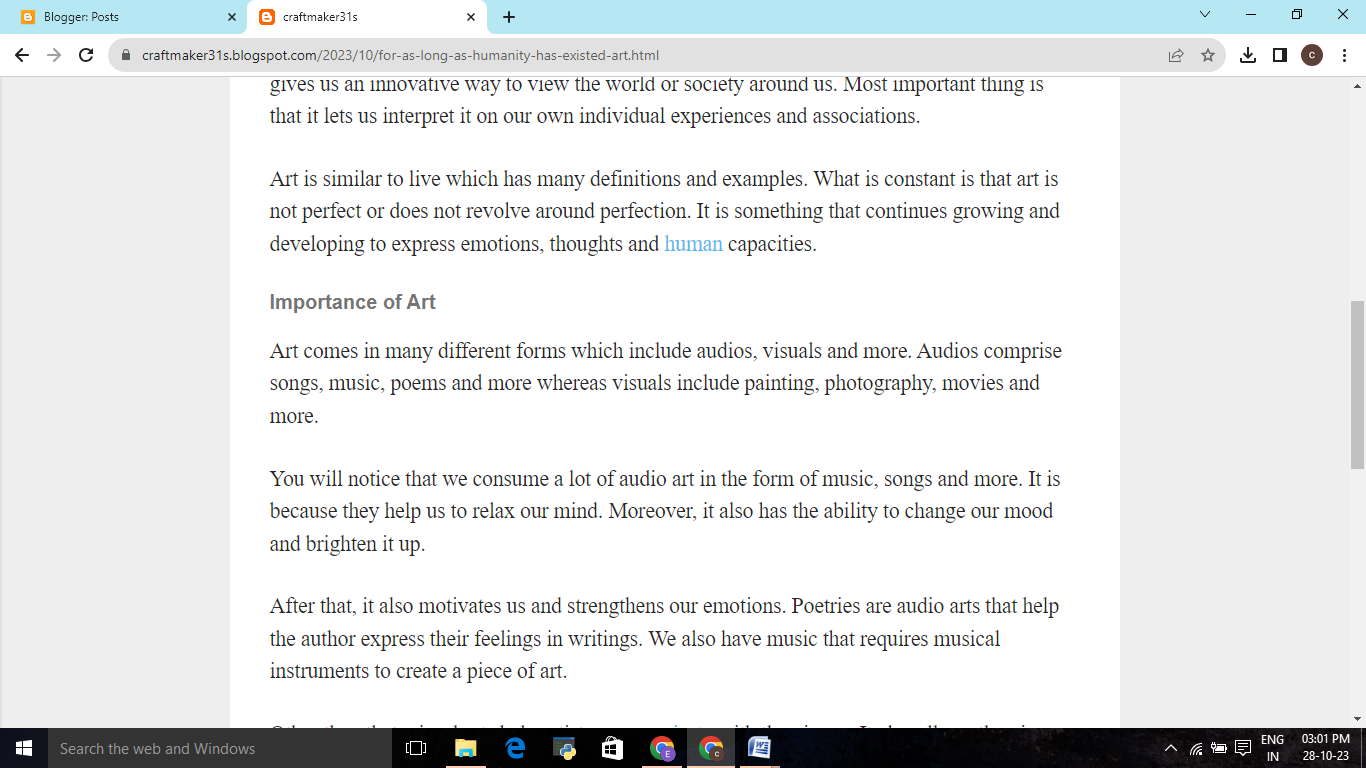 Blogger: Posts
craftmaker31s
craftmaker31s.blogspot.com/2023/10/for-as-long-as-humanity-has-existed-art.html
C
gives us an innovative way to view the world or society around us. Most important thing is
that it lets us interpret it on our own individual experiences and associations.
Art is similar to live which has many definitions and examples. What is constant is that art is
not perfect or does not revolve around perfection. It is something that continues growing and
developing to express emotions, thoughts and human capacities.
Importance of Art
Art comes in many different forms which include audios, visuals and more. Audios comprise
songs, music, poems and more whereas visuals include painting, photography, movies and
more.
You will notice that we consume a lot of audio art in the form of music, songs and more. It is
because they help us to relax our mind. Moreover, it also has the ability to change our mood
and brighten it up.
After that, it also motivates us and strengthens our emotions. Poetries are audio arts that help
the author express their feelings in writings. We also have music that requires musical
instruments to create a piece of art.
Search the web and Windows
E
C
ENG
IN
03:01 PM
28-10-23